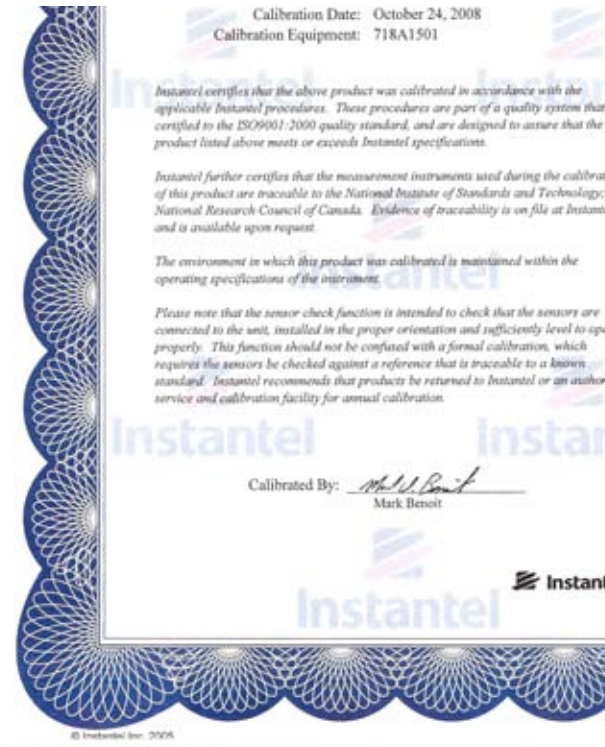 Calibration Date: October 24, 2008
Calibration Equipment: 718A1501
Instantel certifies that the above product was calibrated in accordance with the
applicable Instantel procedures. These procedures are part of a quality system that
certified to the ISO9001:2000 quality standard, and are designed to assure that the
product listed above meets or exceeds Instantel specifications.
Instantel further certifies that the measurement instruments used during the calibrat
of this product are traceable to the National Institute of Standards and Technology;
National Research Council of Canada. Evidence of traceability is on file at Instante
and is available upon request.
The environment in which this product was calibrated is maintained within the
operating specifications of the instrument.
Please note that the sensor check function is intended to check that the sensors are
connected to the unit, installed in the proper orientation and sufficiently level to ope
properly. This function should not be confused with a formal calibration, which
requires the sensors be checked against a reference that is traceable to a known
standard. Instantel recommends that products be returned to Instantel or an author
service and calibration facility for annual calibration.
Instantel Instan
Calibrated By:
Mark Benoit
Instant
Instantel
© Instantel Inc. 2005